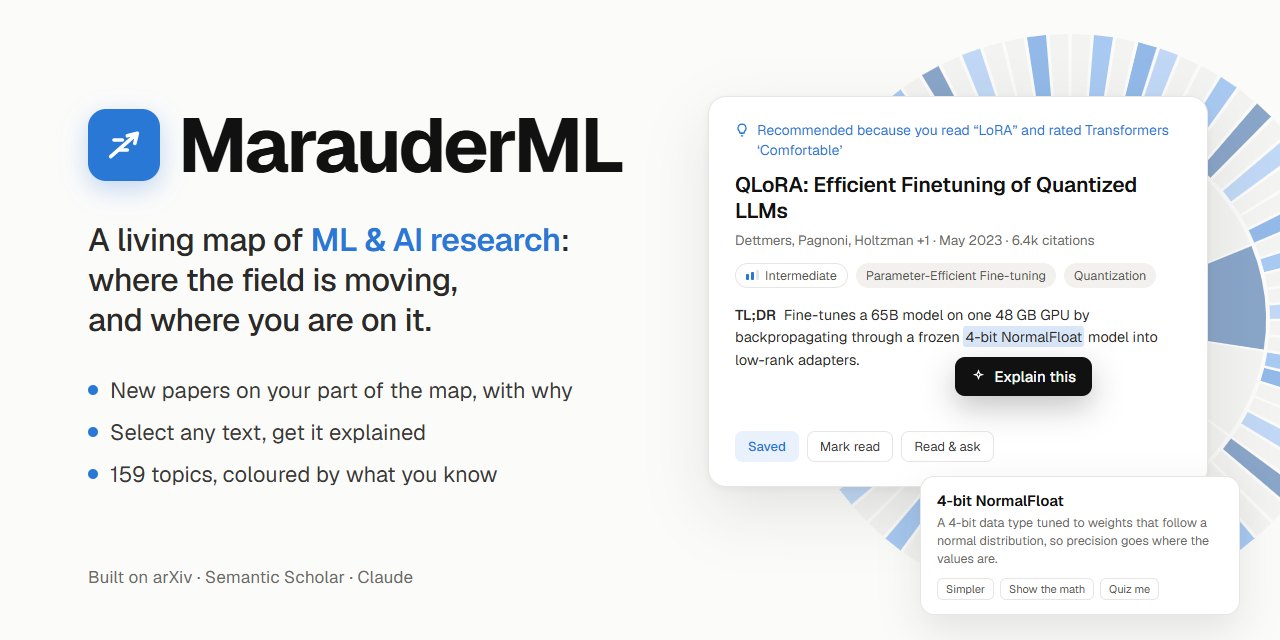 MarauderML
A living map of ML & AI research:
where the field is moving,
and where you are on it.
New papers on your part of the map, with why
Select any text, get it explained
159 topics, coloured by what you know
Built on arXiv · Semantic Scholar · Claude
Recommended because you read “LoRA” and rated Transformers
‘Comfortable’
QLoRA: Efficient Finetuning of Quantized
LLMs
Dettmers, Pagnoni, Holtzman +1 · May 2023 · 6.4k citations
Intermediate
Parameter-Efficient Fine-tuning
Quantization
TL;DR Fine-tunes a 65B model on one 48 GB GPU by
backpropagating through a frozen 4-bit NormalFloat model into
low-rank adapters.
Explain this
Saved
Mark read
Read & ask
4-bit NormalFloat
A 4-bit data type tuned to weights that follow a
normal distribution, so precision goes where the
values are.
Simpler
Show the math
Quiz me